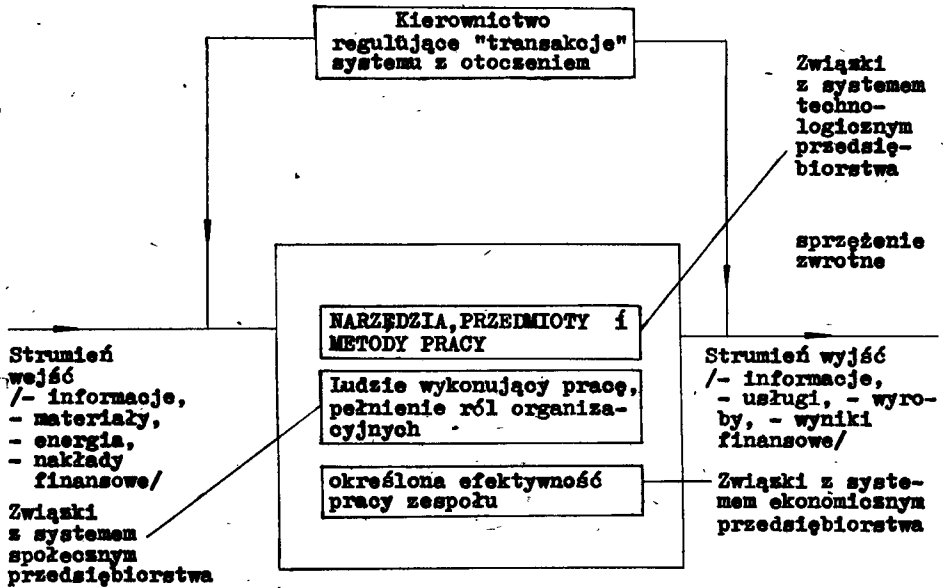 Kierownictwo
regulujące "transakcje"
systemu z otoczeniem
Związki
z systemem
techno-
logicznym
przedsię-
biorstwa
sprzężenie
zwrotne
NARZĘDZIA, PRZEDMIOTY i
METODY PRACY
Ludzie wykonujący pracę,
pełnienie ról organiza-
cyjnych
określona efektywność
pracy zespołu
Strumień
wejść
/- informacje,
- materiały,
- energia,
- nakłady
finansowe/
Związki
z systemem
społecznym
przedsiębiorstwa
Strumień wyjść
/- informacje,
- usługi, - wyro-
by, - wyniki
finansowe/
Związki z syste-
mem ekonomicznym
przedsiębiorstwa